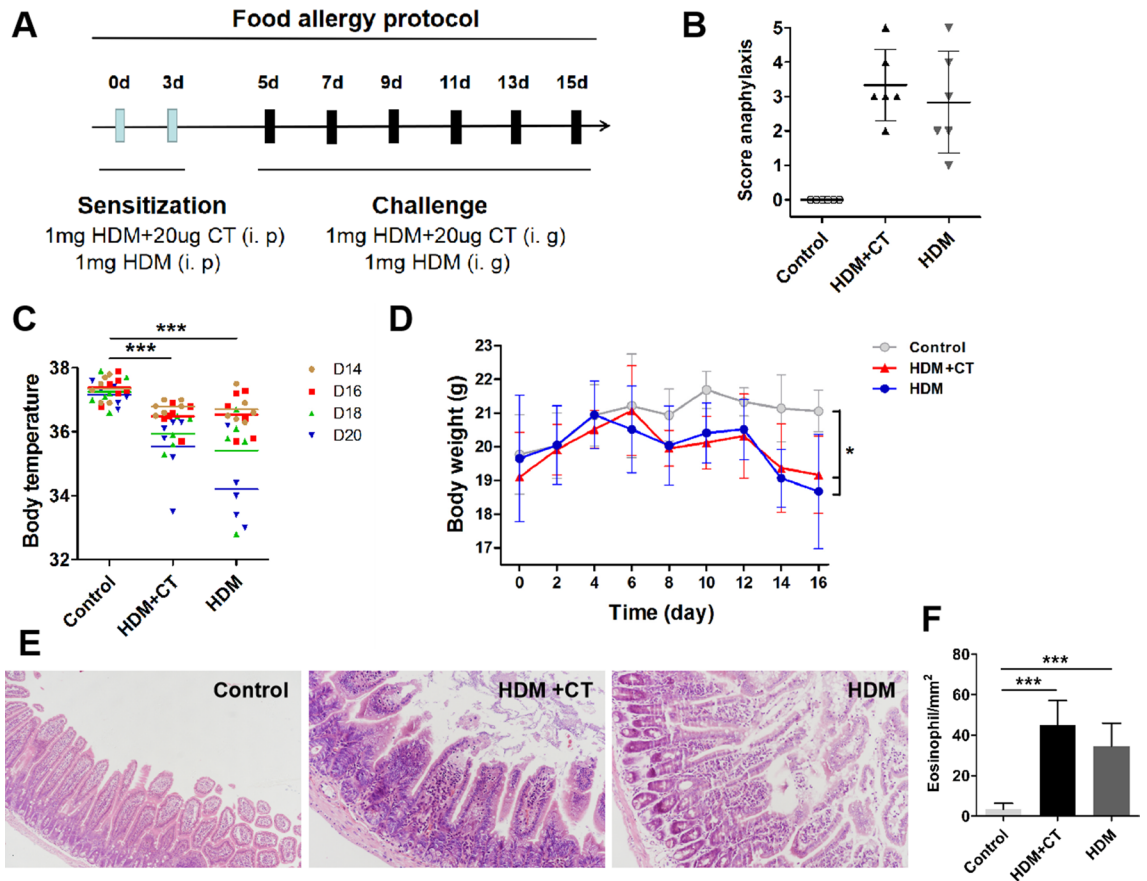 A
Food allergy protocol
0d 3d 5d 7d 9d 11d 13d 15d
Sensitization
1mg HDM+20ug CT (i. p)
1mg HDM (i. p)
Challenge
1mg HDM+20ug CT (i. g)
1mg HDM (i. g)
B
Score anaphylaxis
5
4
3
2
1
0
Control
HDM+CT
HDM
C
Body temperature
38
36
34
32
***
***
Control
HDM+CT
HDM
D14
D16
D18
D20
D
Body weight (g)
23
22
21
20
19
18
17
0 2 4 6 8 10 12 14 16
Time (day)
Control
HDM +CT
HDM
*
E
Control
HDM +CT
HDM
F
Eosinophil/mm²
80
60
40
20
0
***
***
Control
HDM+CT
HDM